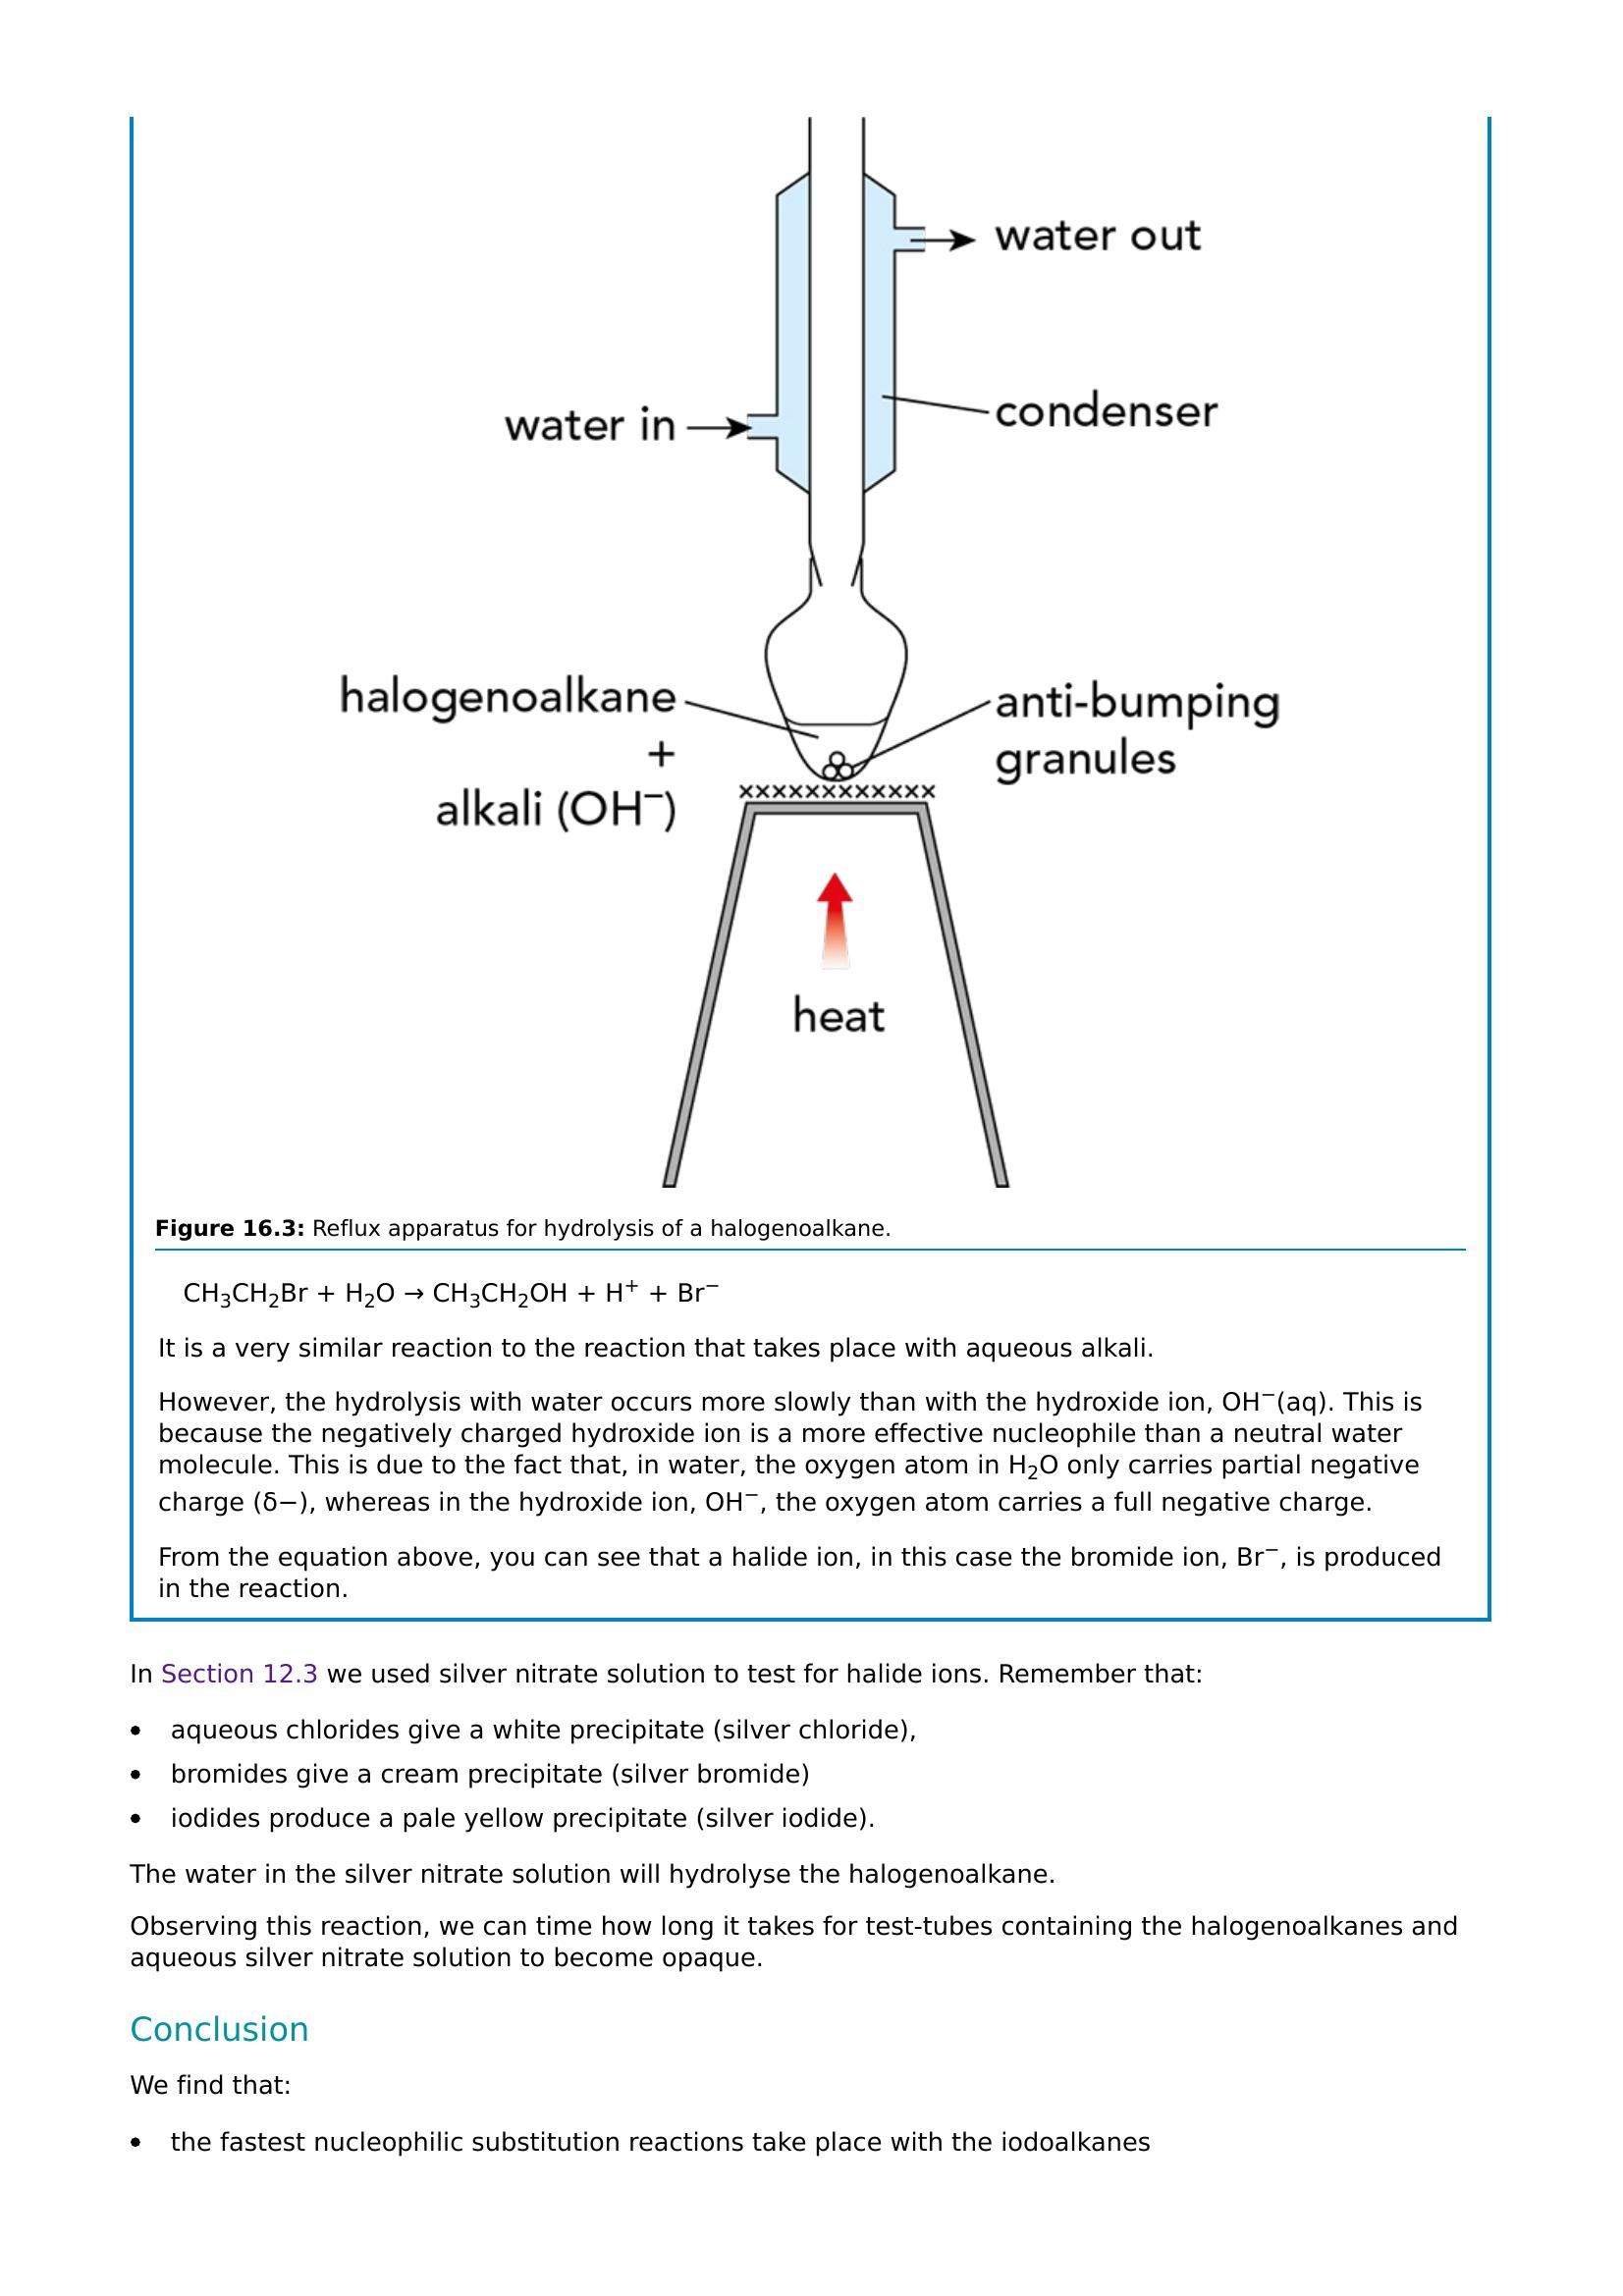 water out
condenser
water in
halogenoalkane
+
alkali (OH⁻)
anti-bumping
granules
××××××××××××
heat
Figure 16.3: Reflux apparatus for hydrolysis of a halogenoalkane.
CH₃CH₂Br + H₂O → CH₃CH₂OH + H⁺ + Br⁻
It is a very similar reaction to the reaction that takes place with aqueous alkali.
However, the hydrolysis with water occurs more slowly than with the hydroxide ion, OH⁻(aq). This is
because the negatively charged hydroxide ion is a more effective nucleophile than a neutral water
molecule. This is due to the fact that, in water, the oxygen atom in H₂O only carries partial negative
charge (δ−), whereas in the hydroxide ion, OH⁻, the oxygen atom carries a full negative charge.
From the equation above, you can see that a halide ion, in this case the bromide ion, Br⁻, is produced
in the reaction.
In Section 12.3 we used silver nitrate solution to test for halide ions. Remember that:
• aqueous chlorides give a white precipitate (silver chloride),
• bromides give a cream precipitate (silver bromide)
• iodides produce a pale yellow precipitate (silver iodide).
The water in the silver nitrate solution will hydrolyse the halogenoalkane.
Observing this reaction, we can time how long it takes for test-tubes containing the halogenoalkanes and
aqueous silver nitrate solution to become opaque.
Conclusion
We find that:
• the fastest nucleophilic substitution reactions take place with the iodoalkanes